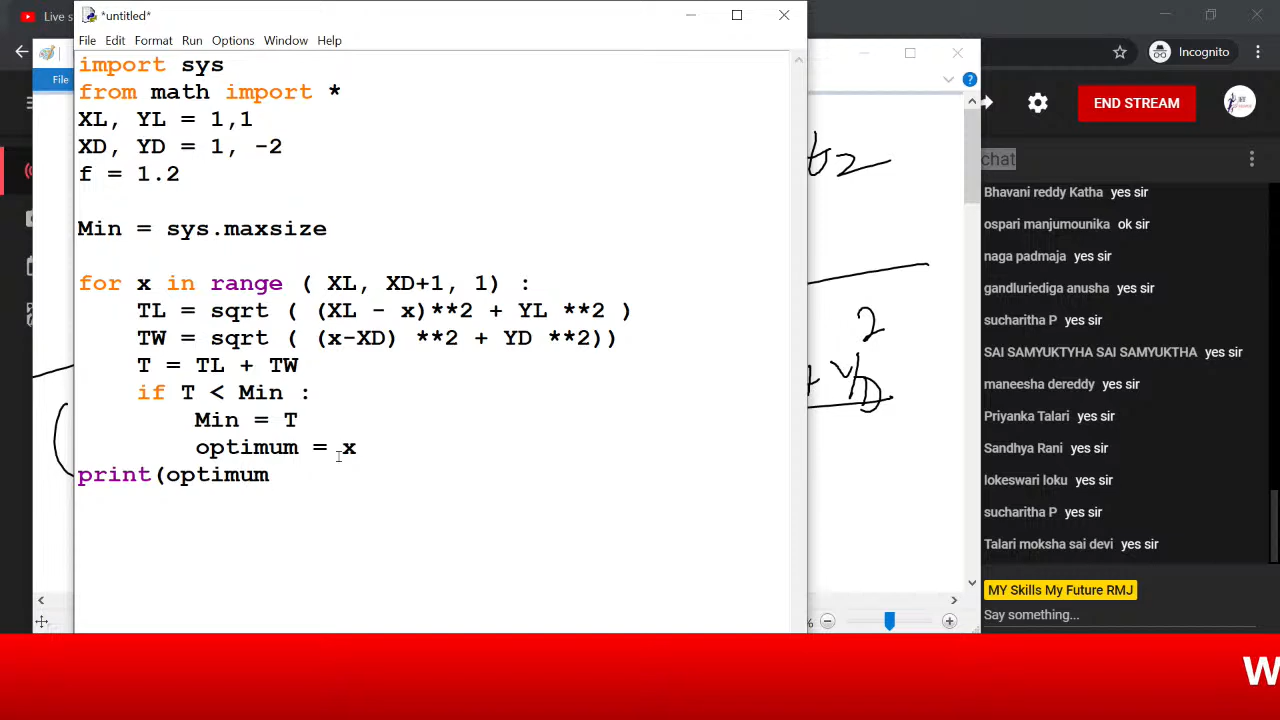 Live s
*untitled*
File Edit Format Run Options Window Help
Incognito
File
import sys
from math import *
XL, YL = 1,1
XD, YD = 1, -2
f = 1.2
Min = sys.maxsize
for x in range ( XL, XD+1, 1) :
TL = sqrt ( (XL - x)**2 + YL **2 )
TW = sqrt ( (x-XD) **2 + YD **2))
T = TL + TW
if T < Min :
Min = T
optimum = x
print(optimum
2
END STREAM
chat
Bhavani reddy Katha yes sir
ospari manjumounika ok sir
naga padmaja yes sir
gandluriediga anusha yes sir
sucharitha P yes sir
SAI SAMYUKTYHA SAI SAMYUKTHA yes sir
maneesha dereddy yes sir
Priyanka Talari yes sir
Sandhya Rani yes sir
lokeswari loku yes sir
sucharitha P yes sir
Talari moksha sai devi yes sir
MY Skills My Future RMJ
Say something...
%
W